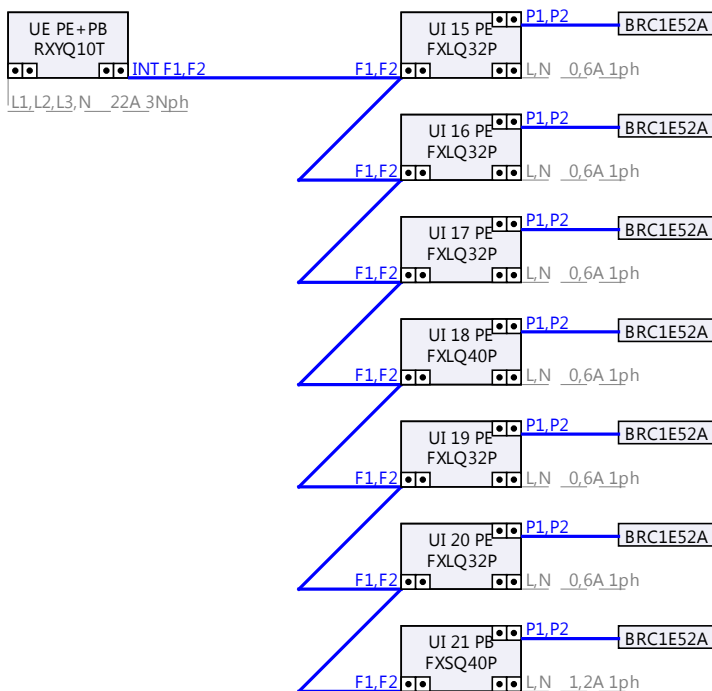 UE PE+PB
RXYQ10T
INT F1,F2
L1,L2,L3,N 22A 3Nph
UI 15 PE
FXLQ32P
F1,F2
P1,P2
BRC1E52A
L,N 0,6A 1ph
UI 16 PE
FXLQ32P
F1,F2
P1,P2
BRC1E52A
L,N 0,6A 1ph
UI 17 PE
FXLQ32P
F1,F2
P1,P2
BRC1E52A
L,N 0,6A 1ph
UI 18 PE
FXLQ40P
F1,F2
P1,P2
BRC1E52A
L,N 0,6A 1ph
UI 19 PE
FXLQ32P
F1,F2
P1,P2
BRC1E52A
L,N 0,6A 1ph
UI 20 PE
FXLQ32P
F1,F2
P1,P2
BRC1E52A
L,N 0,6A 1ph
UI 21 PB
FXSQ40P
F1,F2
P1,P2
BRC1E52A
L,N 1,2A 1ph